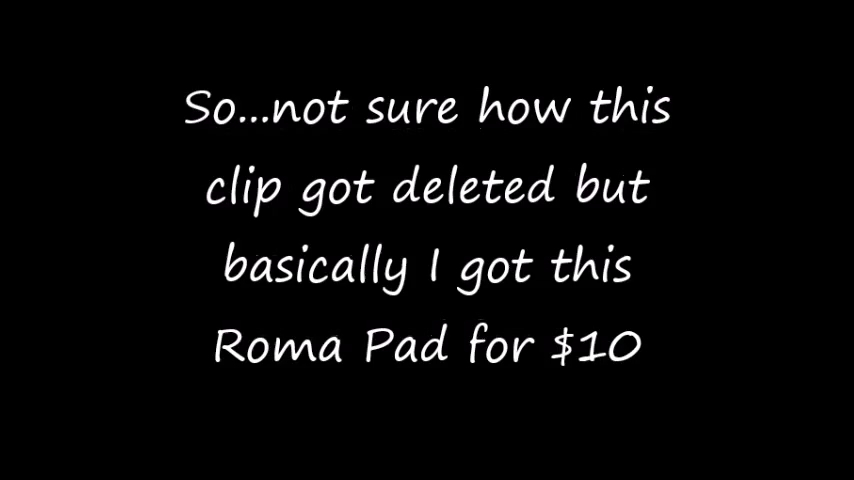 So...not sure how this
clip got deleted but
basically I got this
Roma Pad for $10